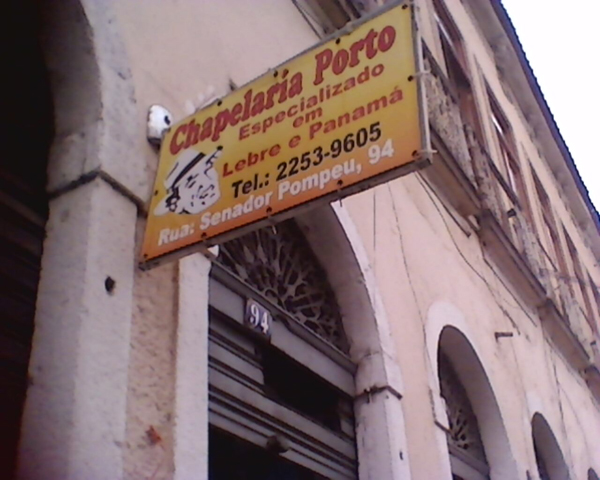 Chapelaria Porto
Especializado
em
Lebre e Panamá
Tel.: 2253-9605
Rua: Senador Pompeu, 94
94